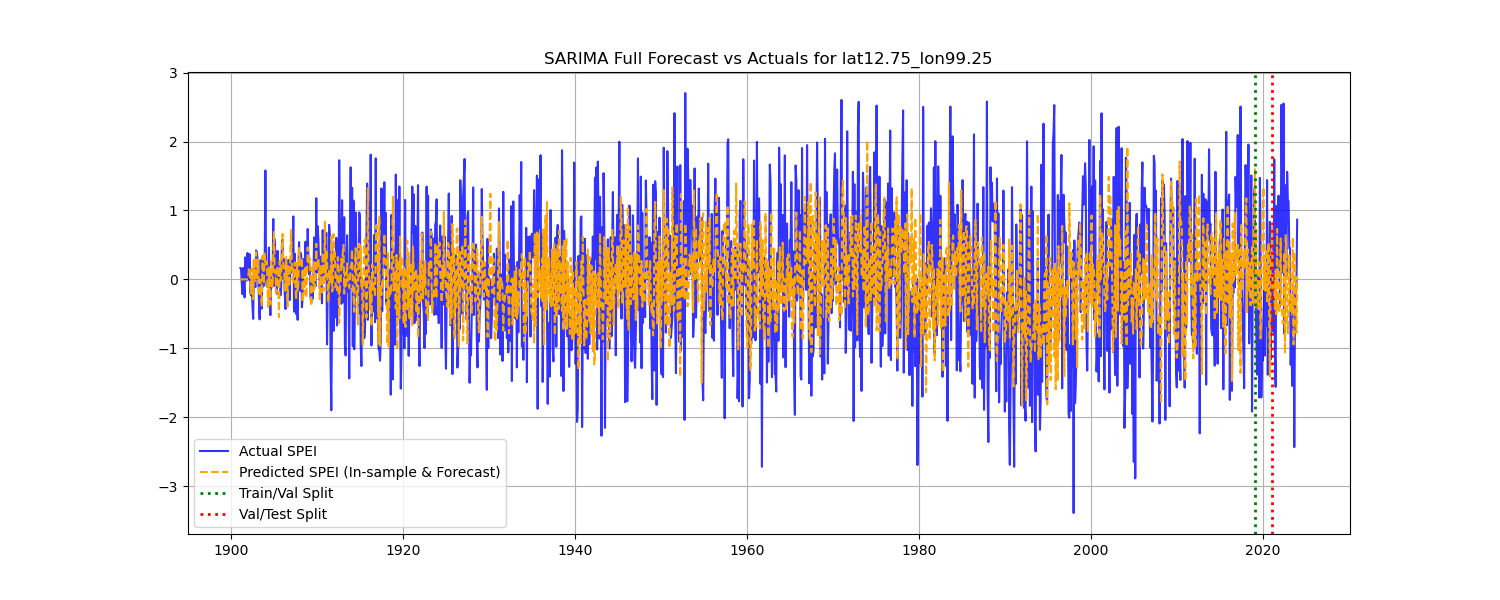 SARIMA Full Forecast vs Actuals for lat12.75_lon99.25
3
2
1
0
−1
−2
−3
Actual SPEI
Predicted SPEI (In-sample & Forecast)
Train/Val Split
Val/Test Split
1900 1920 1940 1960 1980 2000 2020